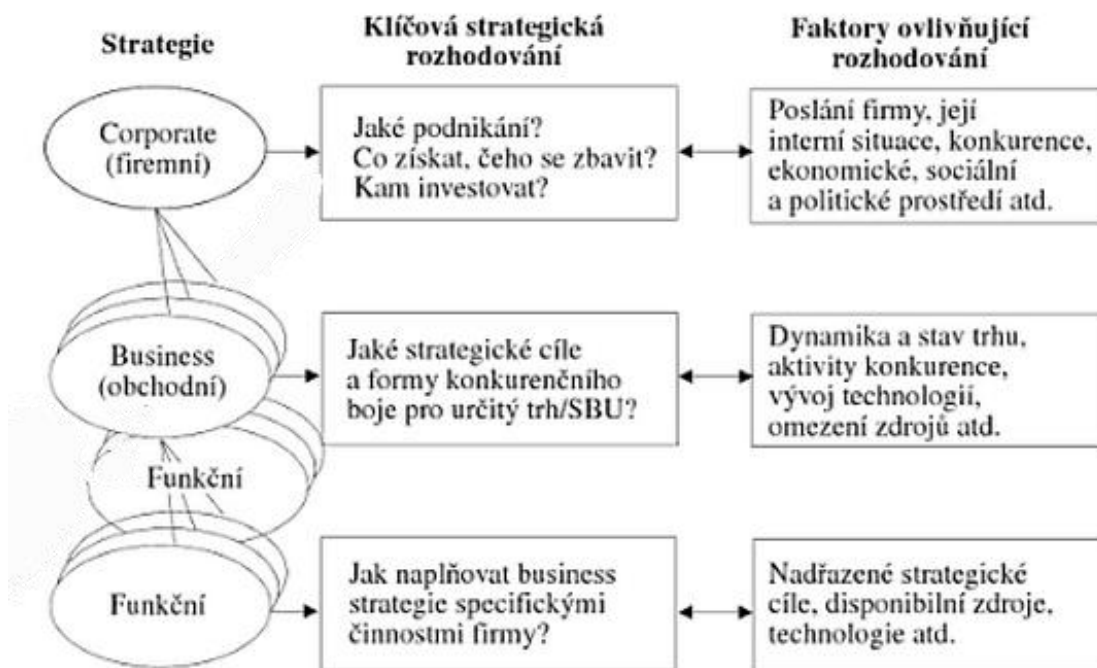 Strategie
Klíčová strategická
rozhodování
Faktory ovlivňující
rozhodování
Corporate
(firemní)
Jaké podnikání?
Co získat, čeho se zbavit?
Kam investovat?
Poslání firmy, její
interní situace, konkurence,
ekonomické, sociální
a politické prostředí atd.
Business
(obchodní)
Jaké strategické cíle
a formy konkurenčního
boje pro určitý trh/SBU?
Dynamika a stav trhu,
aktivity konkurence,
vývoj technologií,
omezení zdrojů atd.
Funkční
Funkční
Jak naplňovat business
strategie specifickými
činnostmi firmy?
Nadřazené strategické
cíle, disponibilní zdroje,
technologie atd.